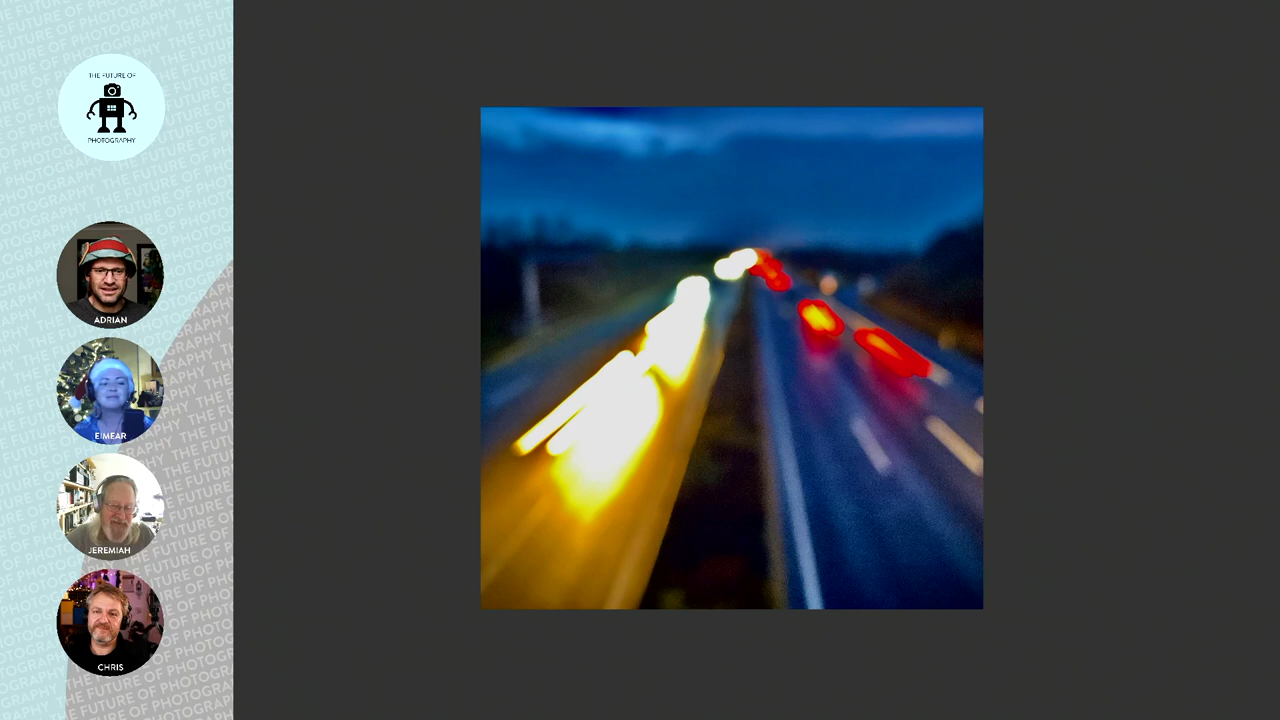 THE FUTURE OF
PHOTOGRAPHY
ADRIAN
EIMEAR
JEREMIAH
CHRIS